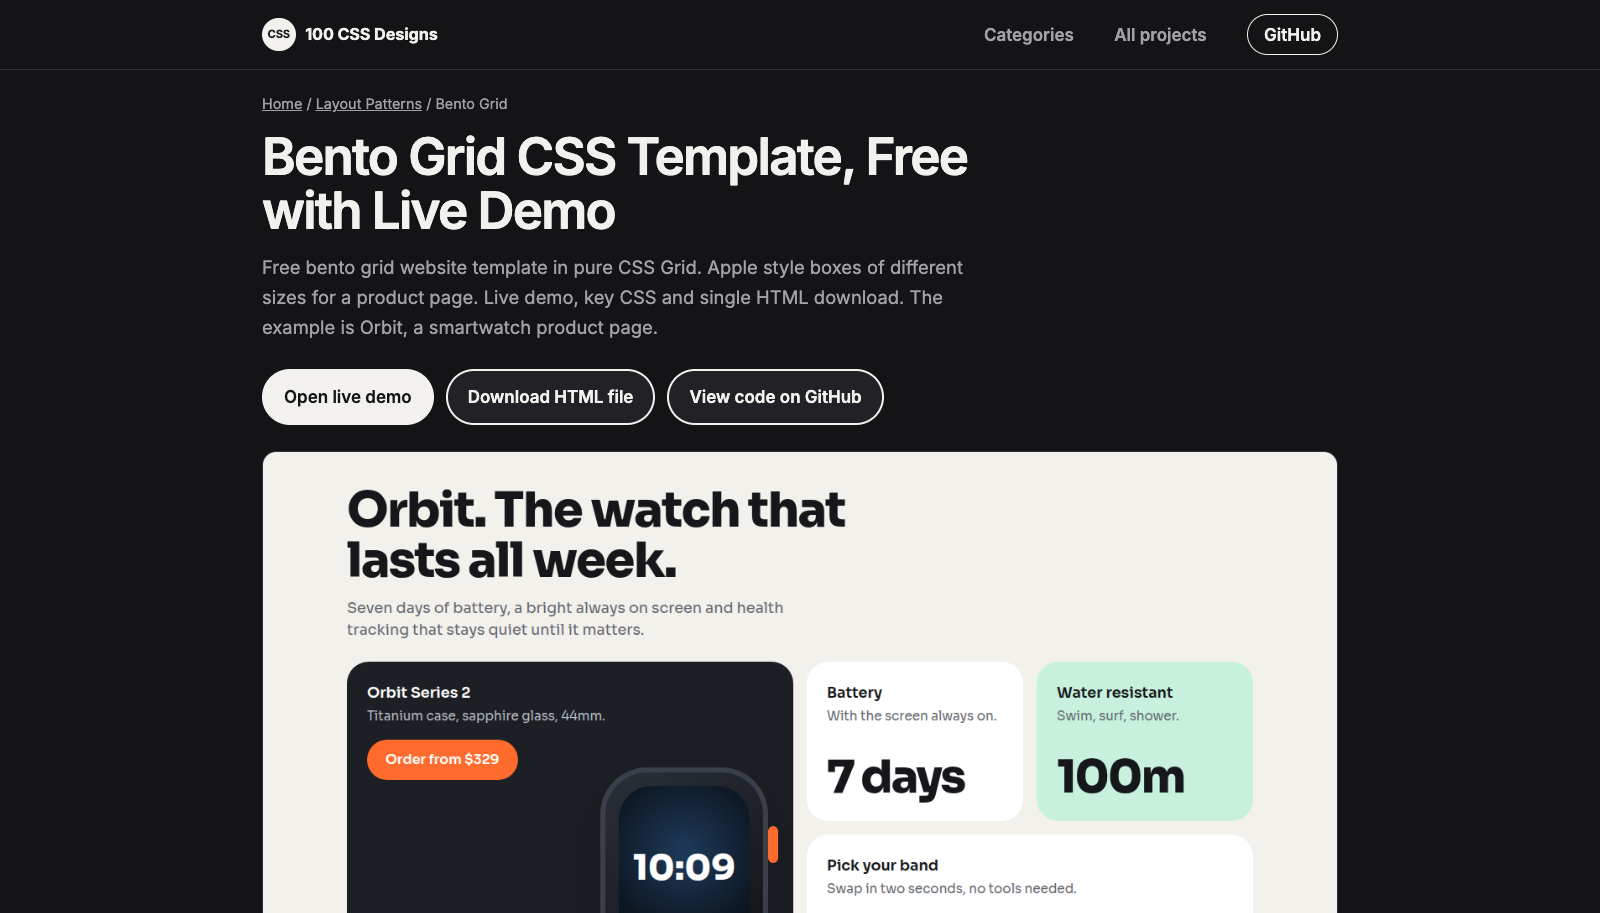 CSS 100 CSS Designs
Categories All projects GitHub
Home / Layout Patterns / Bento Grid
Bento Grid CSS Template, Free
with Live Demo
Free bento grid website template in pure CSS Grid. Apple style boxes of different
sizes for a product page. Live demo, key CSS and single HTML download. The
example is Orbit, a smartwatch product page.
Open live demo Download HTML file View code on GitHub
Orbit. The watch that
lasts all week.
Seven days of battery, a bright always on screen and health
tracking that stays quiet until it matters.
Orbit Series 2
Titanium case, sapphire glass, 44mm.
Order from $329
10:09
Battery
With the screen always on.
7 days
Water resistant
Swim, surf, shower.
100m
Pick your band
Swap in two seconds, no tools needed.